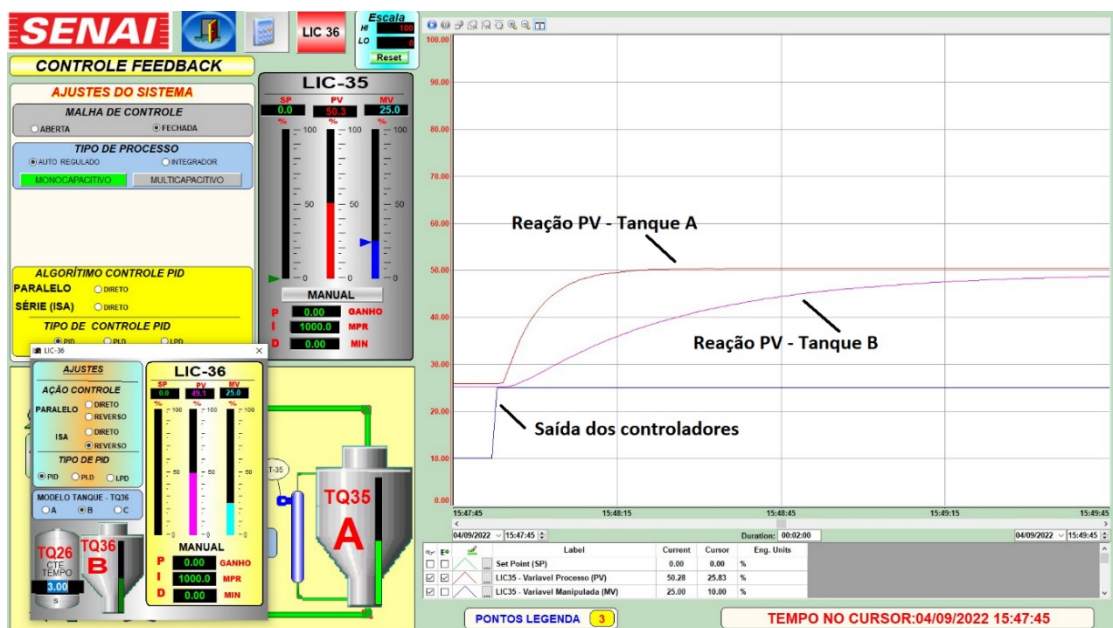 SENAI
LIC 36
Escala
HI 100
LO 0
Reset
CONTROLE FEEDBACK
AJUSTES DO SISTEMA
MALHA DE CONTROLE
ABERTA FECHADA
TIPO DE PROCESSO
AUTO REGULADO INTEGRADOR
MONOCAPACITIVO MULTICAPACITIVO
ALGORÍTIMO CONTROLE PID
PARALELO DIRETO
SÉRIE (ISA) DIRETO
TIPO DE CONTROLE PID
PID PI.D I.PD
LIC-35
SP PV MV
0.0 50.3 25.0
% % %
100 100
50 50
0 0
MANUAL
P 0.00 GANHO
I 1000.0 MPR
D 0.00 MIN
LIC-36
AJUSTES
AÇÃO CONTROLE
PARALELO DIRETO
REVERSO
ISA DIRETO
REVERSO
TIPO DE PID
PID PI.D I.PD
MODELO TANQUE - TQ36
A B C
TQ26
CTE
TEMPO
3.00
s
TQ36
B
LIC-36
SP PV MV
0.0 49.1 25.0
% % %
100 100
50 50
0 0
MANUAL
P 0.00 GANHO
I 1000.0 MPR
D 0.00 MIN
T-35
TQ35
A
100.00
90.00
80.00
70.00
60.00
50.00
40.00
30.00
20.00
10.00
0.00
Reação PV - Tanque A
Reação PV - Tanque B
Saída dos controladores
15:47:45 15:48:15 15:48:45 15:49:15 15:49:45
04/09/2022 15:47:45 Duration: 00:02:00 04/09/2022 15:49:45
Label Current Cursor Eng. Units
Set Point (SP) 0.00 0.00 %
LIC35 - Variavel Processo (PV) 50.28 25.83 %
LIC35 - Variavel Manipulada (MV) 25.00 10.00 %
PONTOS LEGENDA 3
TEMPO NO CURSOR:04/09/2022 15:47:45